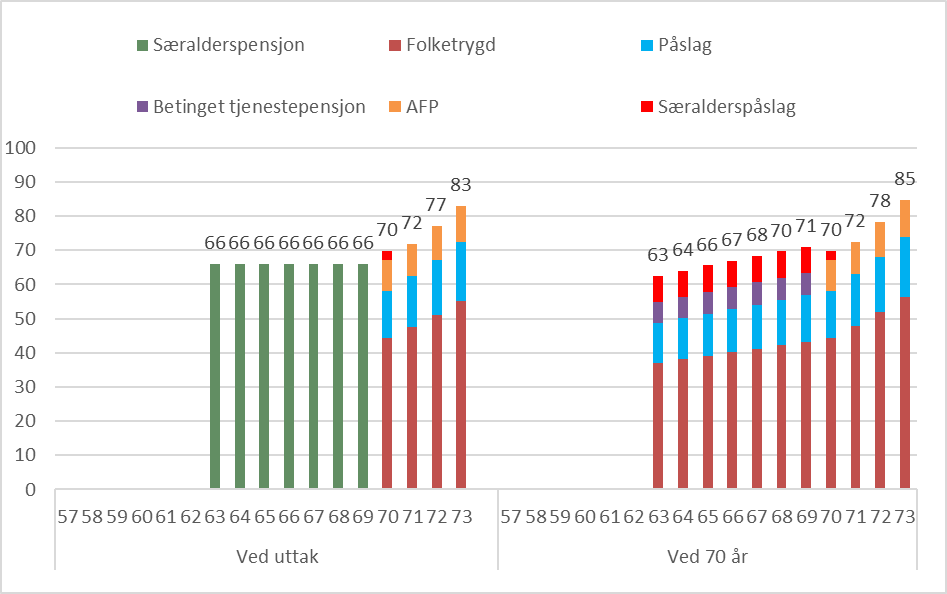 Særalderspensjon Folketrygd Påslag
Betinget tjenestepensjon AFP Særalderspåslag
100
90
80
70
60
50
40
30
20
10
0
66 66 66 66 66 66 66 70 72 77 83
63 64 66 67 68 70 71 70 72 78 85
57 58 59 60 61 62 63 64 65 66 67 68 69 70 71 72 73 57 58 59 60 61 62 63 64 65 66 67 68 69 70 71 72 73
Ved uttak Ved 70 år